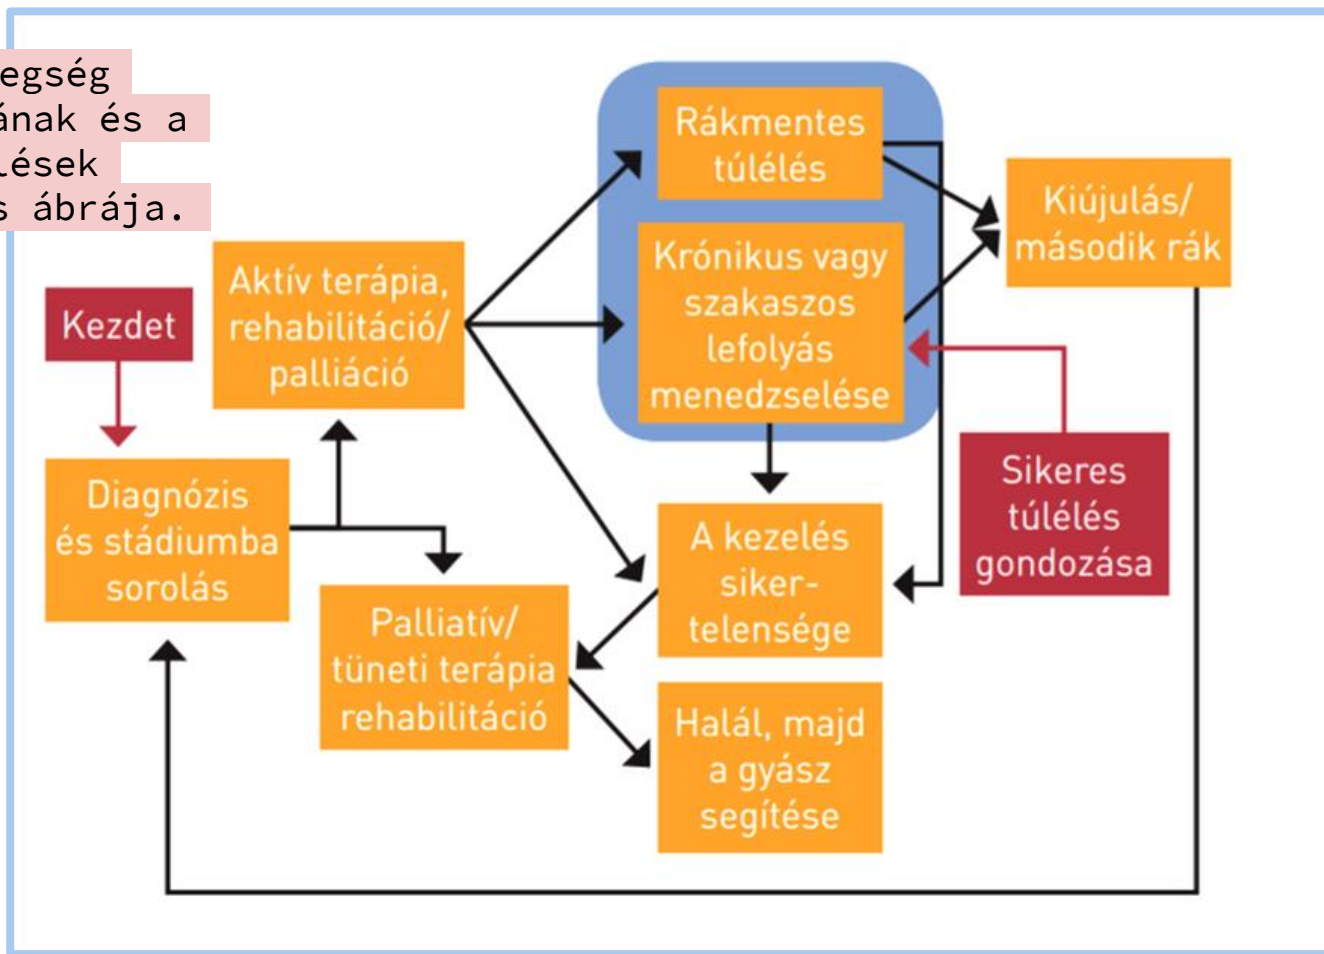 egség
ának és a
lések
s ábrája.
Rákmentes
túlélés
Kiújulás/
második rák
Krónikus vagy
szakaszos
lefolyás
menedzselése
Aktív terápia,
rehabilitáció/
palliáció
Kezdet
Diagnózis
és stádiumba
sorolás
Sikeres
túlélés
gondozása
A kezelés
siker-
telensége
Palliatív/
tüneti terápia
rehabilitáció
Halál, majd
a gyász
segítése